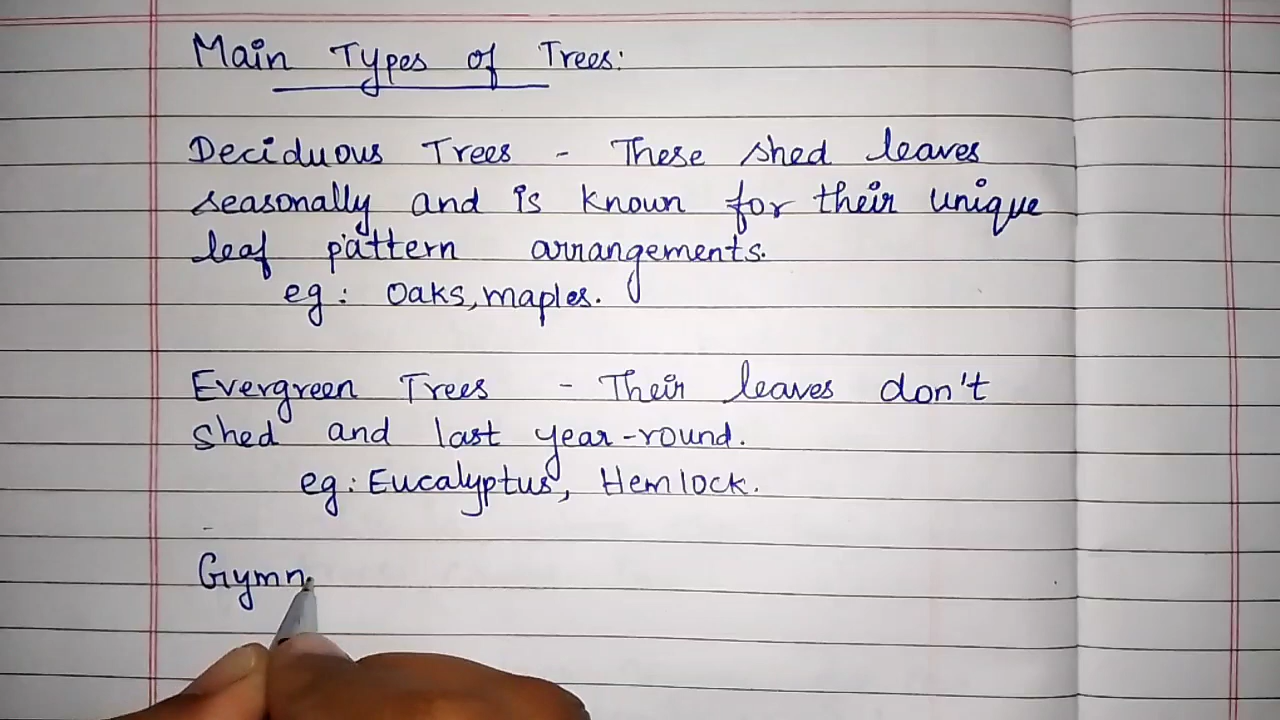 Main Types of Trees:
Deciduous Trees - These shed leaves
seasonally and is known for their unique
leaf pattern arrangements.
eg: Oaks, maples.
Evergreen Trees - Their leaves don't
shed and last year-round.
eg: Eucalyptus, Hemlock.
Gymn